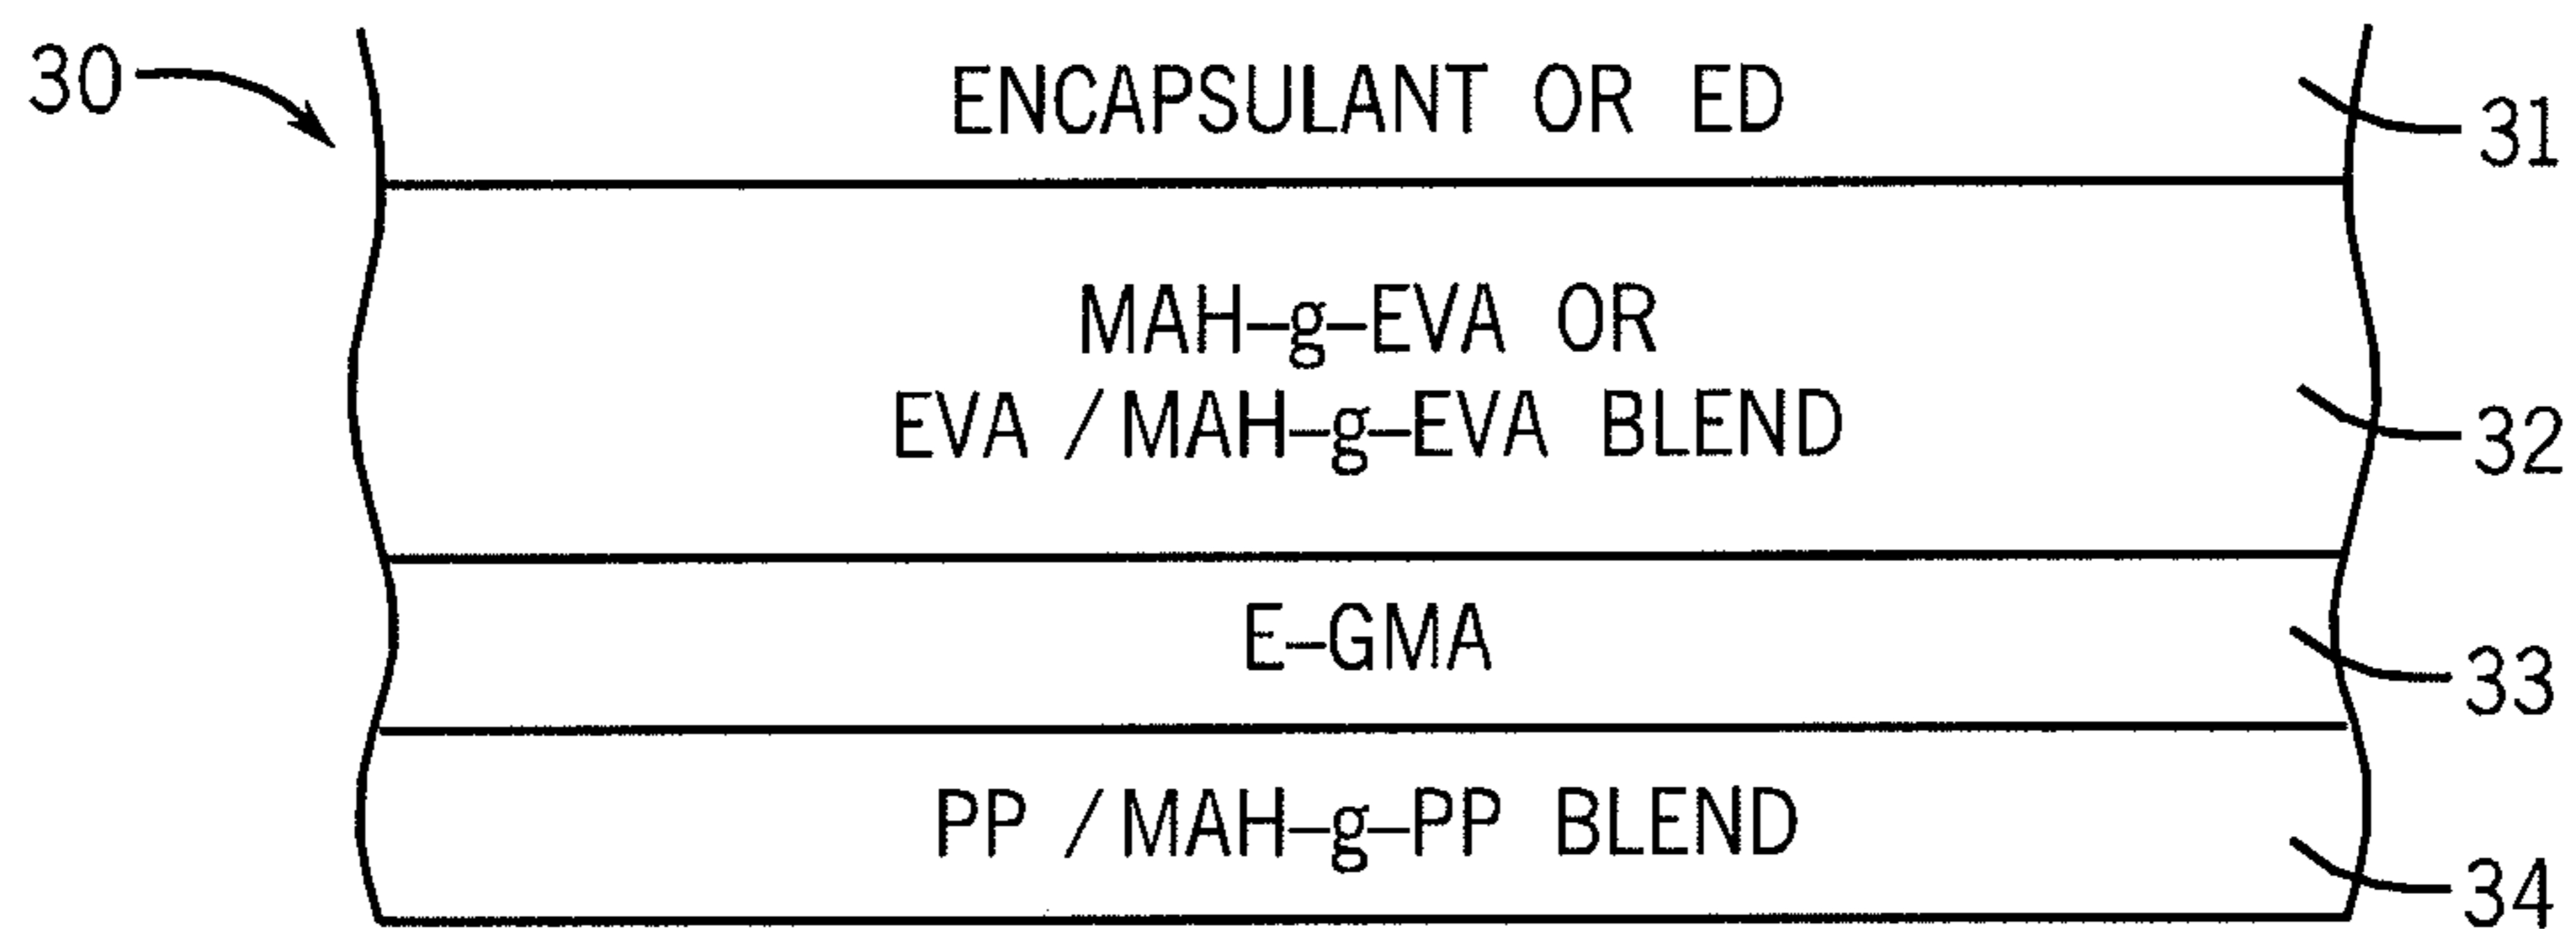 30
ENCAPSULANT OR ED
31
MAH-g-EVA OR
EVA / MAH-g-EVA BLEND
32
E-GMA
33
PP / MAH-g-PP BLEND
34